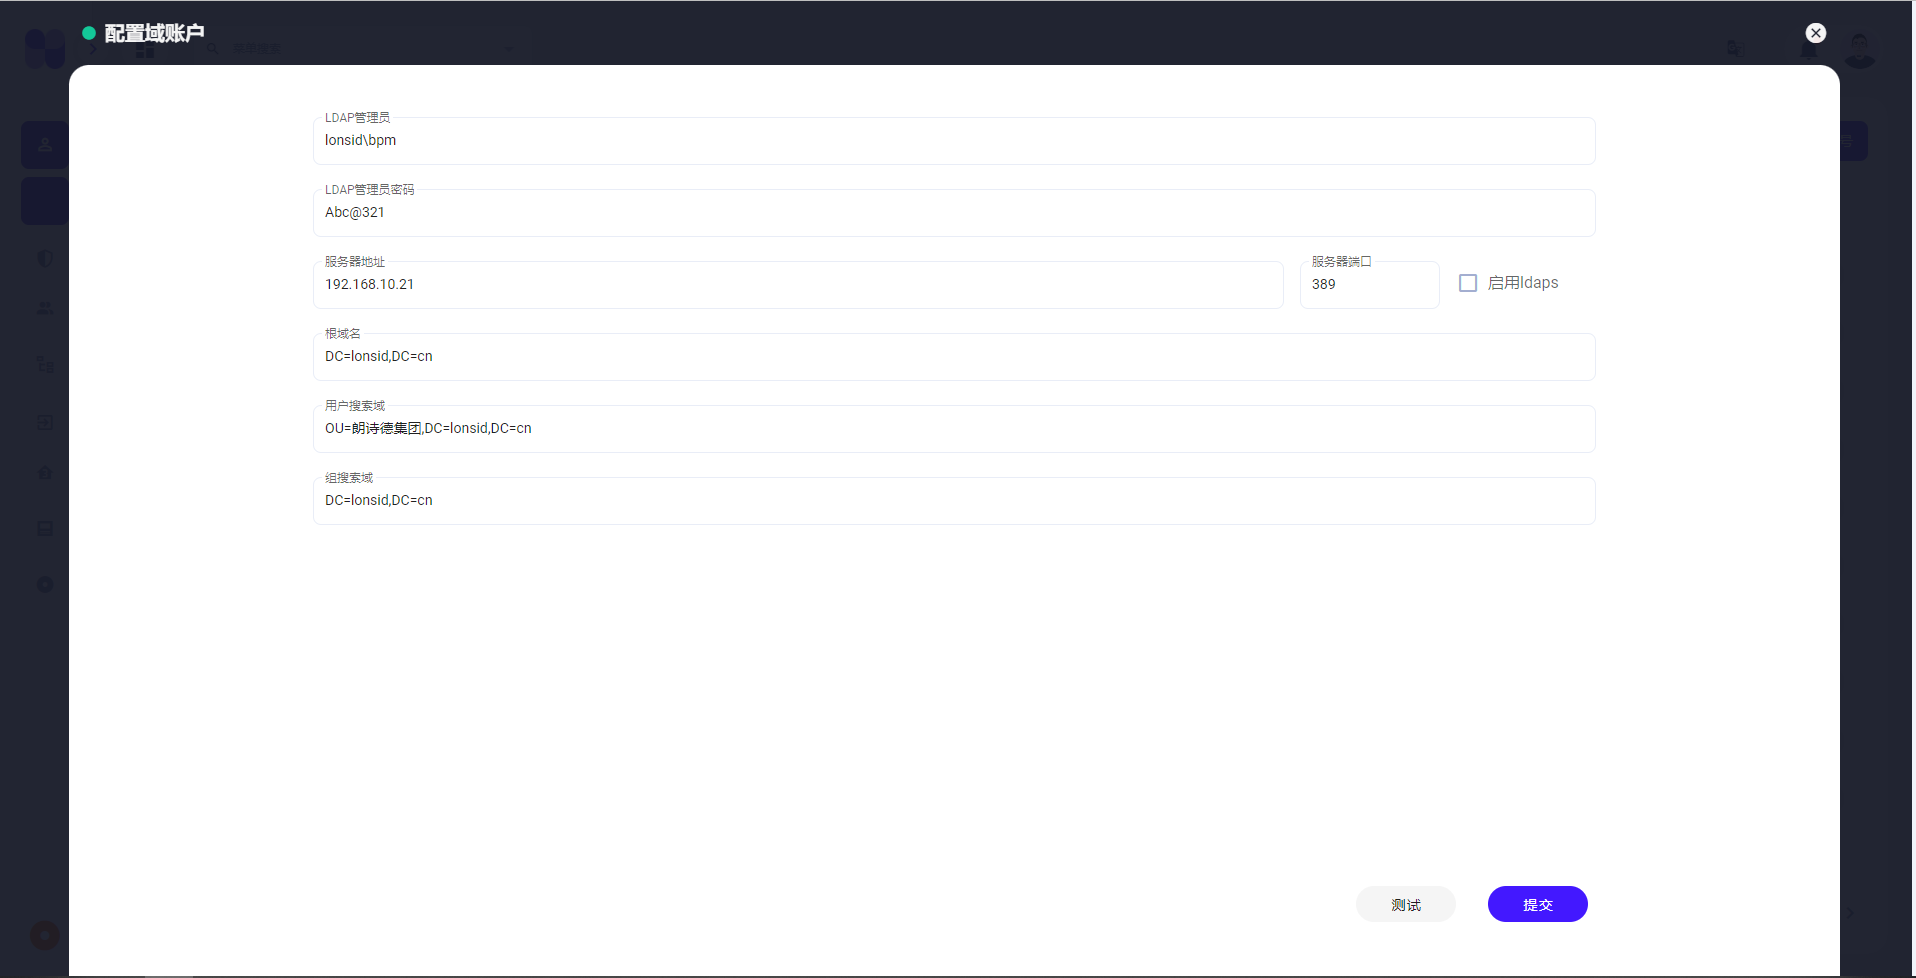 配置域账户
LDAP管理员
lonsid\bpm
LDAP管理员密码
Abc@321
服务器地址
192.168.10.21
服务器端口
389
启用ldaps
根域名
DC=lonsid,DC=cn
用户搜索域
OU=朗诗德集团,DC=lonsid,DC=cn
组搜索域
DC=lonsid,DC=cn
测试
提交